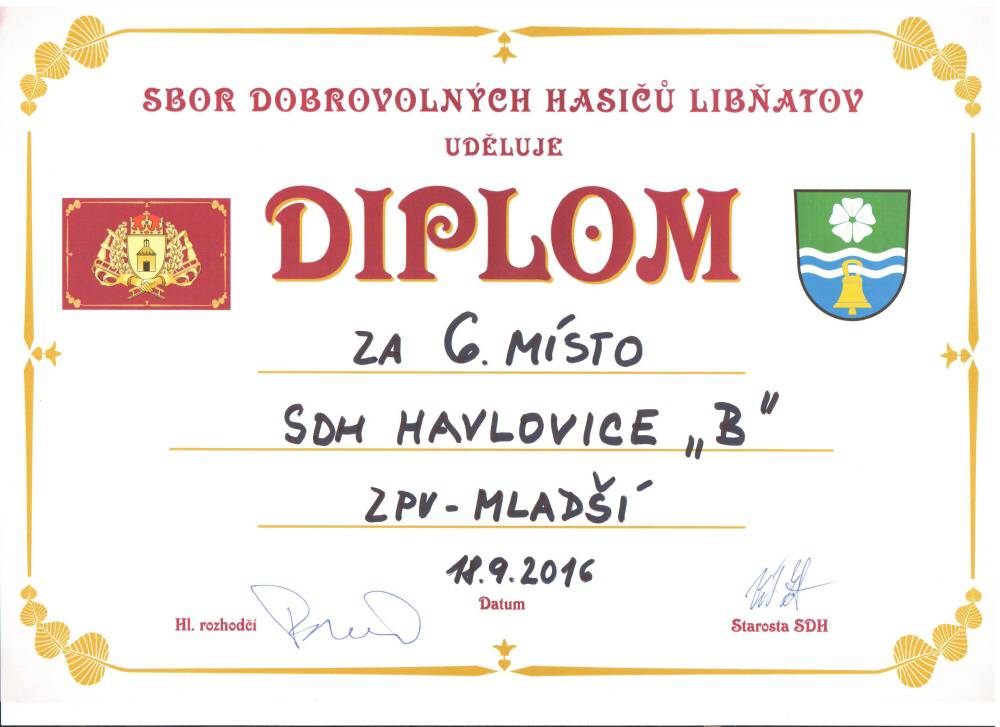 SBOR DOBROVOLNÝCH HASIČŮ LIBŇATOV
UDĚLUJE
DIPLOM
ZA 6. MÍSTO
SDH HAVLOVICE „B"
ZPV - MLADŠÍ
18.9.2016
Datum
Hl. rozhodčí
Starosta SDH